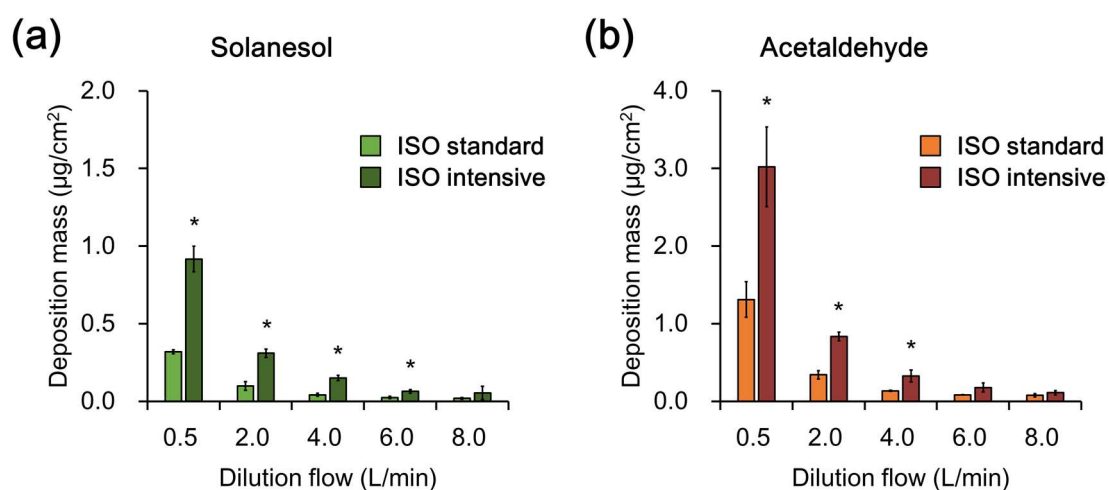 (a)
Solanesol
Deposition mass (µg/cm²)
2.0
1.5
1.0
0.5
0.0
ISO standard
ISO intensive
*
*
*
*
0.5 2.0 4.0 6.0 8.0
Dilution flow (L/min)
(b)
Acetaldehyde
Deposition mass (µg/cm²)
4.0
3.0
2.0
1.0
0.0
ISO standard
ISO intensive
*
*
*
0.5 2.0 4.0 6.0 8.0
Dilution flow (L/min)